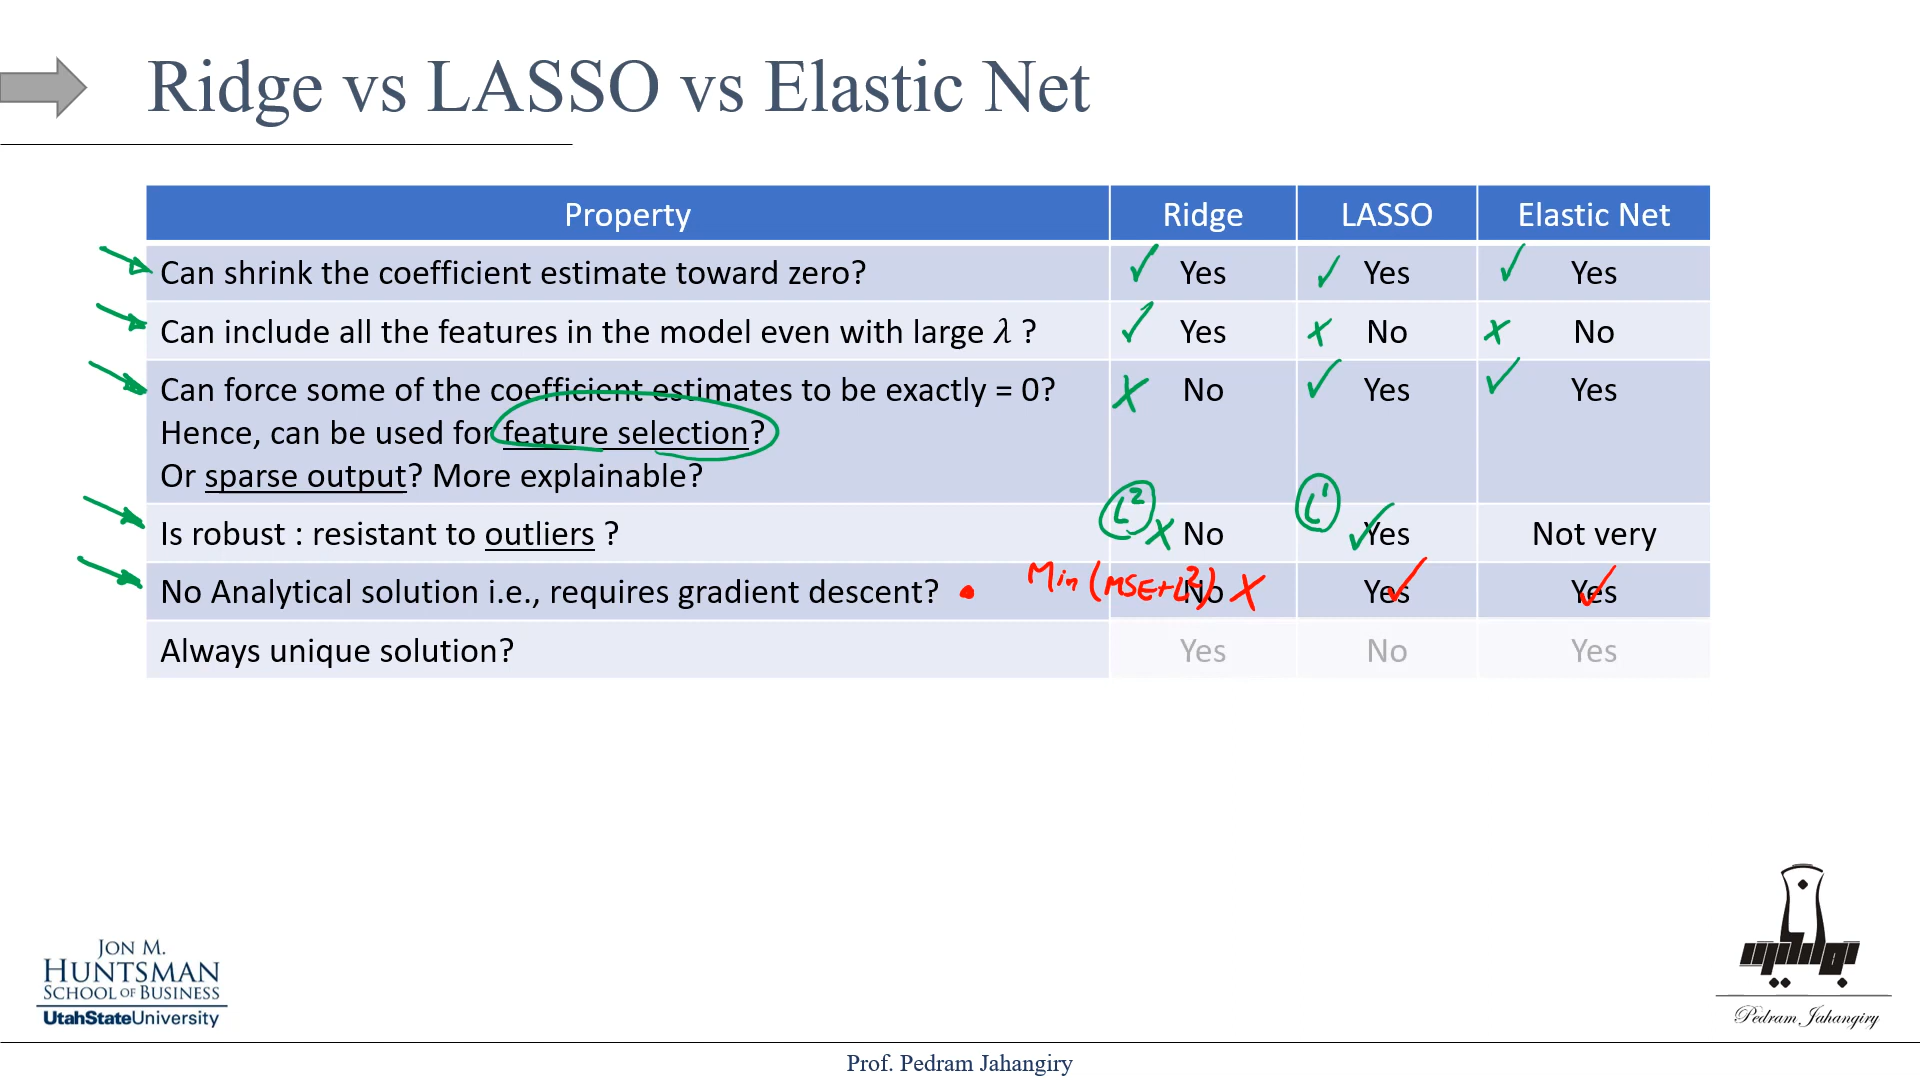 Ridge vs LASSO vs Elastic Net
Property Ridge LASSO Elastic Net
Can shrink the coefficient estimate toward zero? ✓ Yes ✓ Yes ✓ Yes
Can include all the features in the model even with large λ ? ✓ Yes x No x No
Can force some of the coefficient estimates to be exactly = 0? X No ✓ Yes ✓ Yes
Hence, can be used for feature selection?
Or sparse output? More explainable?
L² L¹
Is robust : resistant to outliers ? X No ✓ Yes Not very
No Analytical solution i.e., requires gradient descent? • Min (MSE+L²) X No Yes ✓ Yes ✓
Always unique solution? Yes No Yes
JON M.
HUNTSMAN
SCHOOL OF BUSINESS
UtahStateUniversity
Pedram Jahangiry
Prof. Pedram Jahangiry